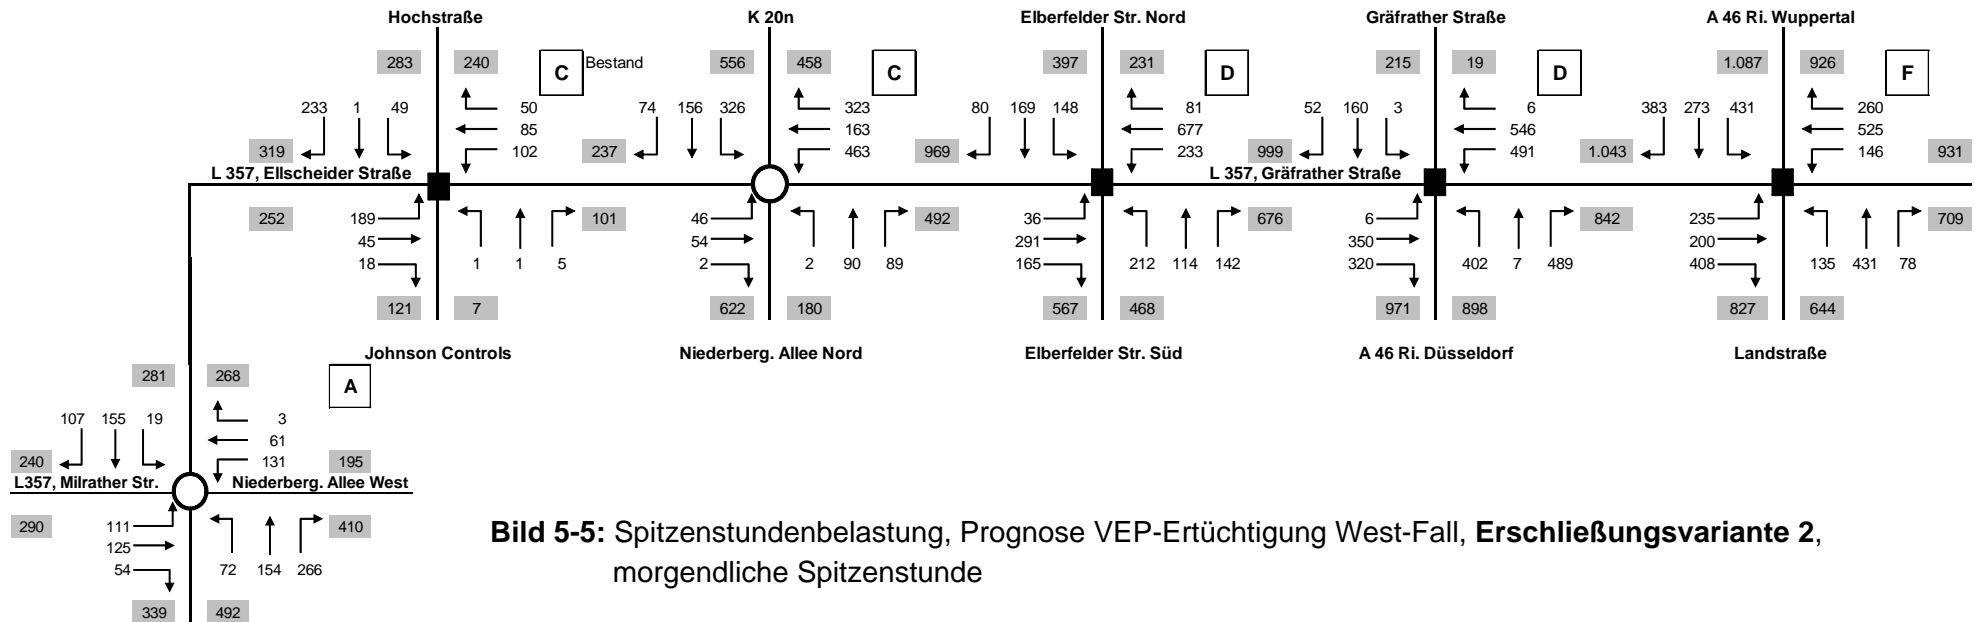 Hochstraße K 20n Elberfelder Str. Nord Gräfrather Straße A 46 Ri. Wuppertal
283 240 C Bestand 556 458 C 397 231 D 215 19 D 1.087 926 F
233 1 49 50 74 156 326 323 80 169 148 81 52 160 3 6 383 273 431 260
85 163 677 546 525
319 102 237 463 969 233 999 491 1.043 146 931
L 357, Ellscheider Straße L 357, Gräfrather Straße
252 189 101 46 492 36 676 6 842 235 709
45 54 291 350 200
18 1 1 5 2 2 90 89 165 212 114 142 320 402 7 489 408 135 431 78
121 7 622 180 567 468 971 898 827 644
Johnson Controls Niederberg. Allee Nord Elberfelder Str. Süd A 46 Ri. Düsseldorf Landstraße
281 268 A
107 155 19 3
61
240 131 195
L357, Milrather Str. Niederberg. Allee West
290 111 410
125
54 72 154 266
339 492
Bild 5-5: Spitzenstundenbelastung, Prognose VEP-Ertüchtigung West-Fall, Erschließungsvariante 2,
morgendliche Spitzenstunde